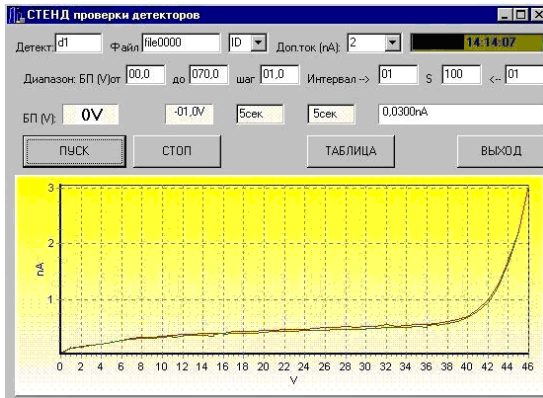 СТЕНД проверки детекторов
Детект: d1 Файл file0000 ID Доп.ток (nA): 2 14:14:07
Диапазон: БП (V)от 00,0 до 070,0 шаг 01,0 Интервал --> 01 S 100 <-- 01
БП (V): 0V -01,0V 5сек 5сек 0,0300nA
ПУСК СТОП ТАБЛИЦА ВЫХОД
3
2
nA
1
0 2 4 6 8 10 12 14 16 18 20 22 24 26 28 30 32 34 36 38 40 42 44 46
V